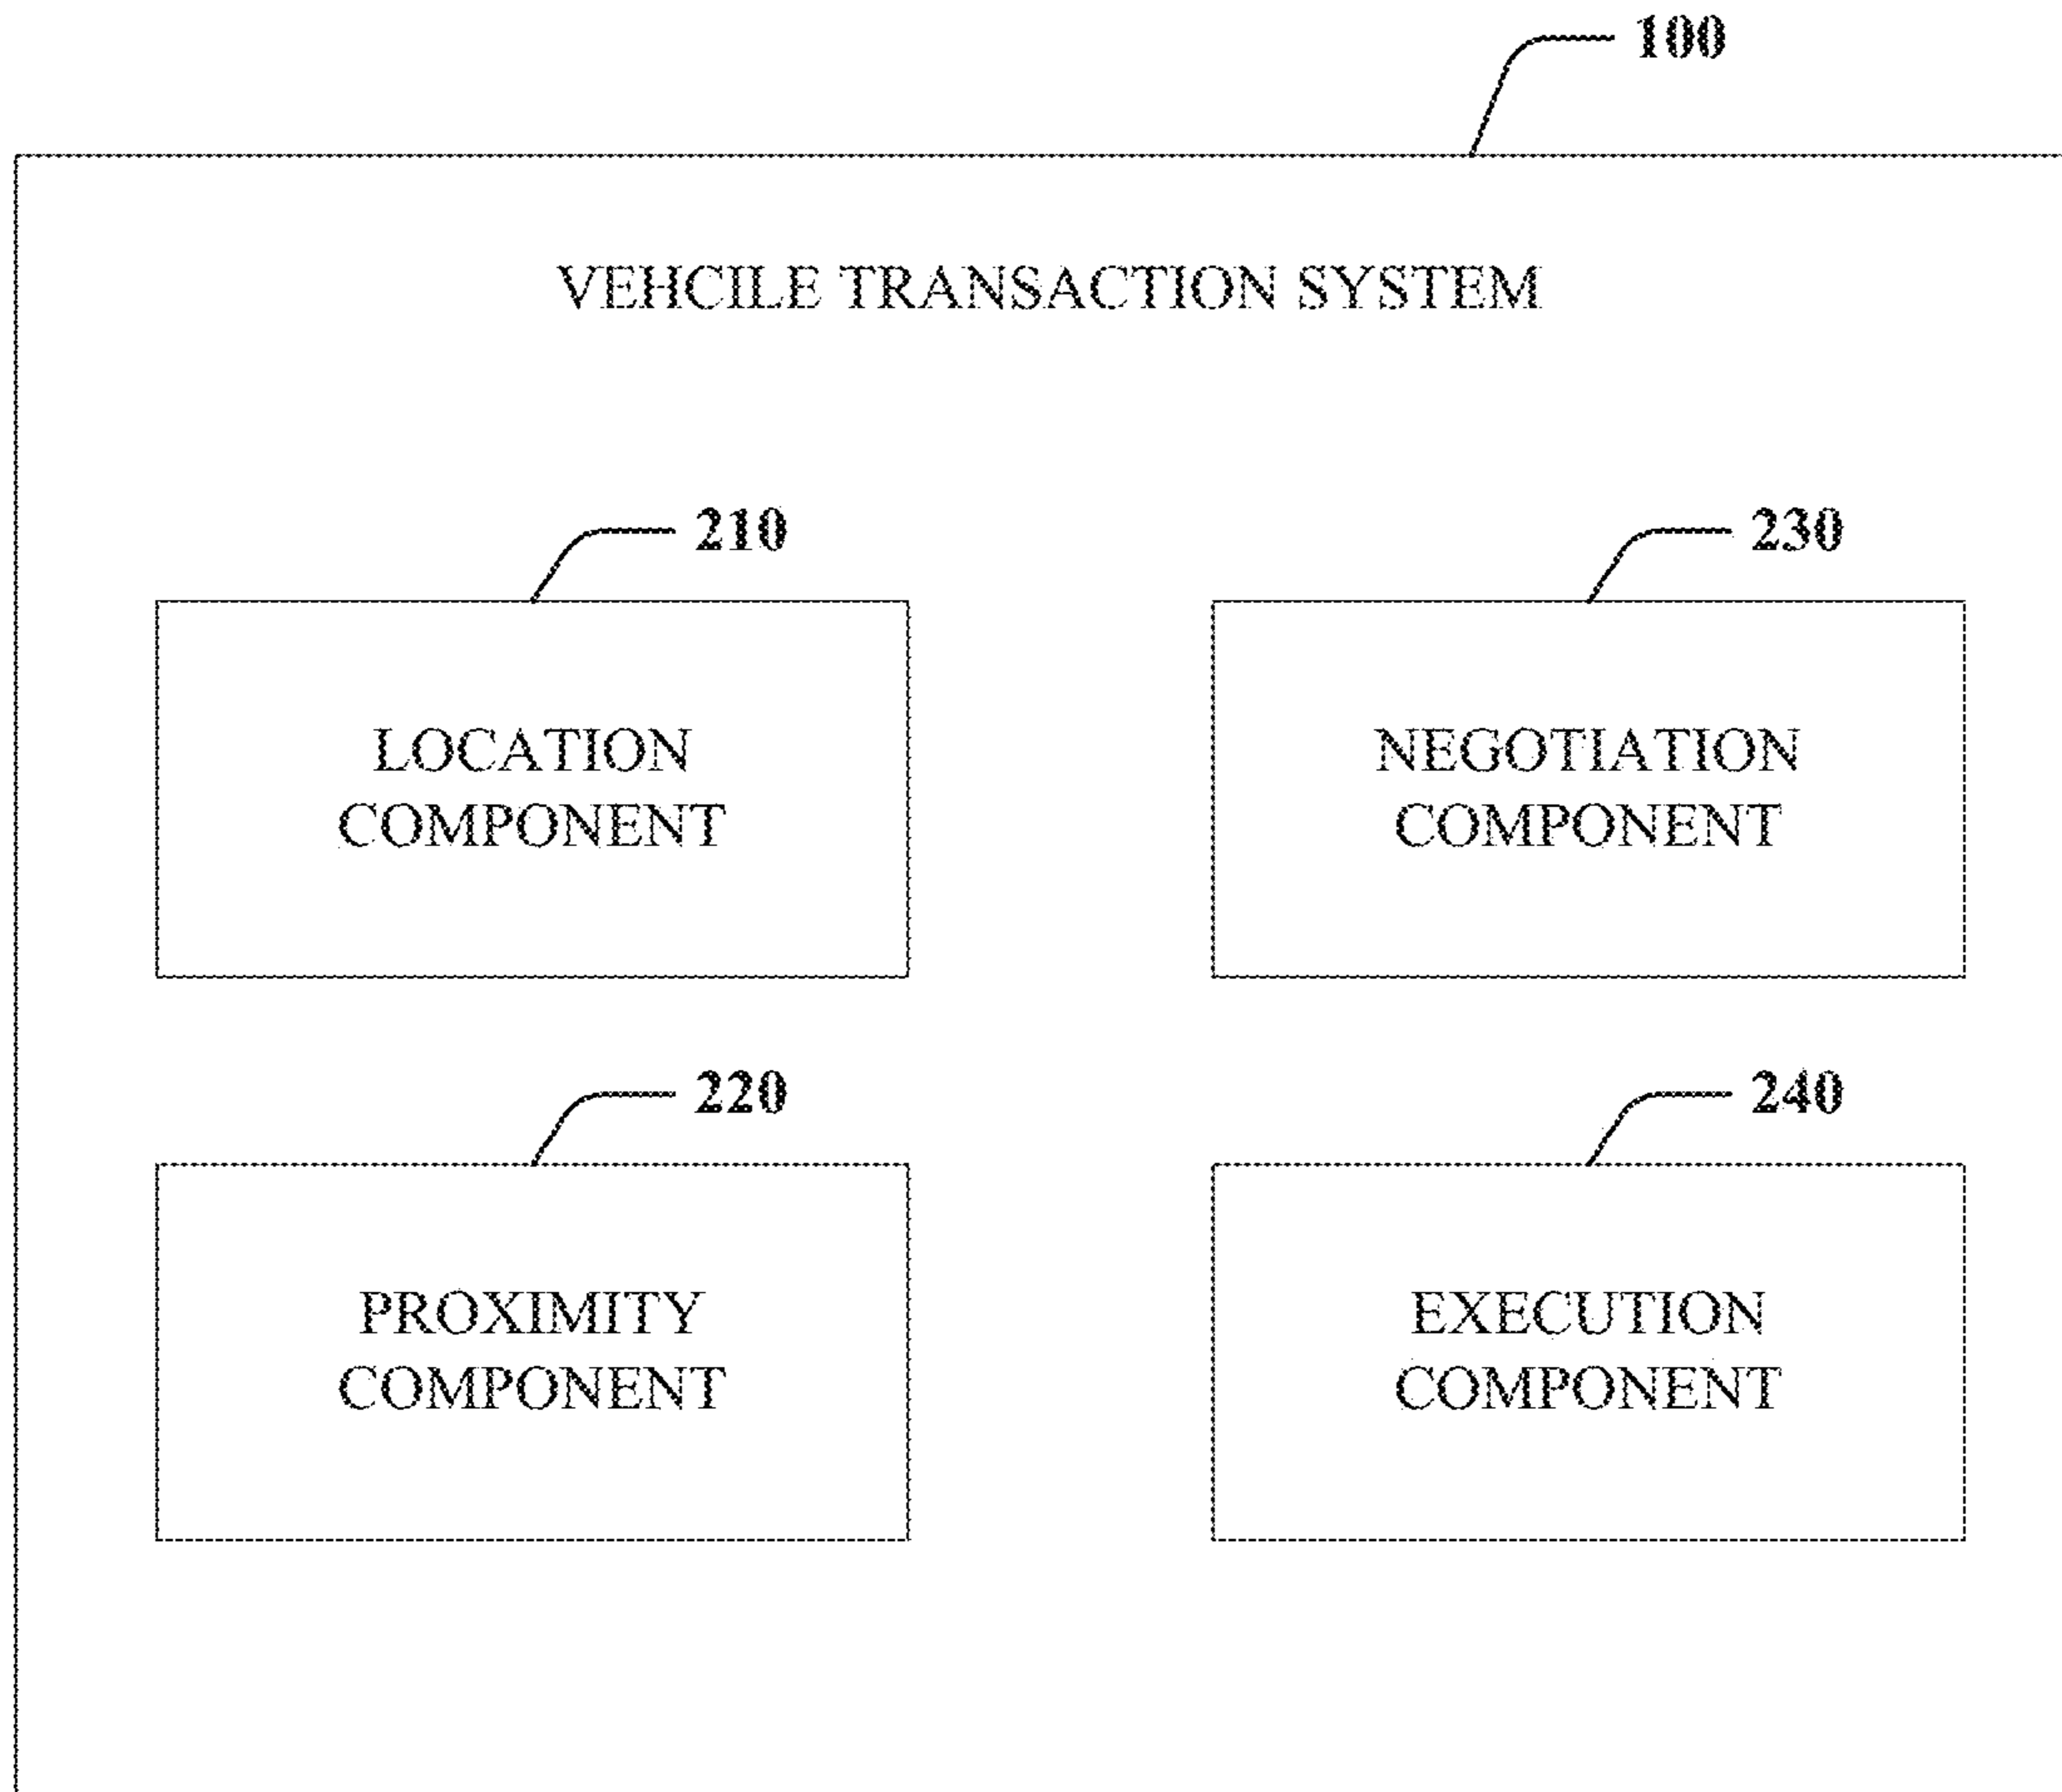 100
VEHCILE TRANSACTION SYSTEM
210
230
LOCATION
COMPONENT
NEGOTIATION
COMPONENT
220
240
PROXIMITY
COMPONENT
EXECUTION
COMPONENT